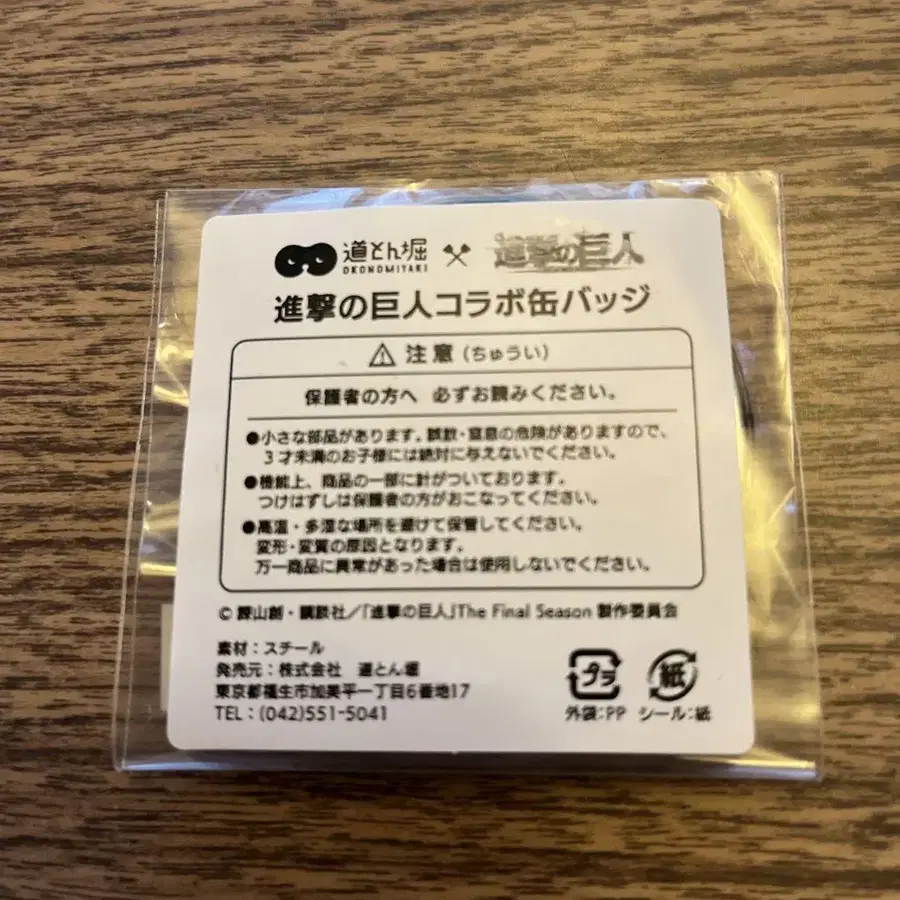 道とん堀 × 進撃の巨人
OKONOMIYAKI
進撃の巨人コラボ缶バッジ
⚠ 注意(ちゅうい)
保護者の方へ 必ずお読みください。
●小さな部品があります。誤飲・窒息の危険がありますので、
3才未満のお子様には絶対に与えないでください。
●機能上、商品の一部に針がついております。
つけはずしは保護者の方がおこなってください。
●高温・多湿な場所を避けて保管してください。
変形・変質の原因となります。
万一商品に異常があった場合は使用しないでください。
© 諫山創・講談社/「進撃の巨人」The Final Season 製作委員会
素材:スチール
発売元:株式会社 道とん堀
東京都福生市加美平一丁目6番地17
TEL:(042)551-5041
プラ 紙
外袋:PP シール:紙